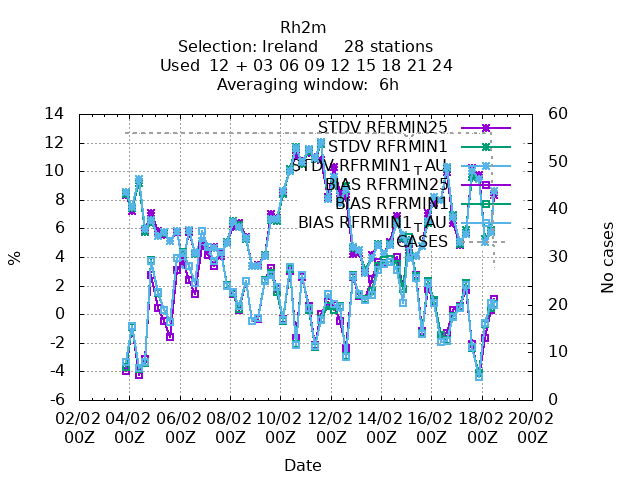 Rh2m
Selection: Ireland 28 stations
Used 12 + 03 06 09 12 15 18 21 24
Averaging window: 6h
14
12
10
8
6
4
2
0
-2
-4
-6
%
60
50
40
30
20
10
0
No cases
STDV RFRMIN25
STDV RFRMIN1
STDV RFRMIN1_AU
BIAS RFRMIN25
BIAS RFRMIN1
BIAS RFRMIN1_AU
CASES
02/02 04/02 06/02 08/02 10/02 12/02 14/02 16/02 18/02 20/02
00Z 00Z 00Z 00Z 00Z 00Z 00Z 00Z 00Z 00Z
Date